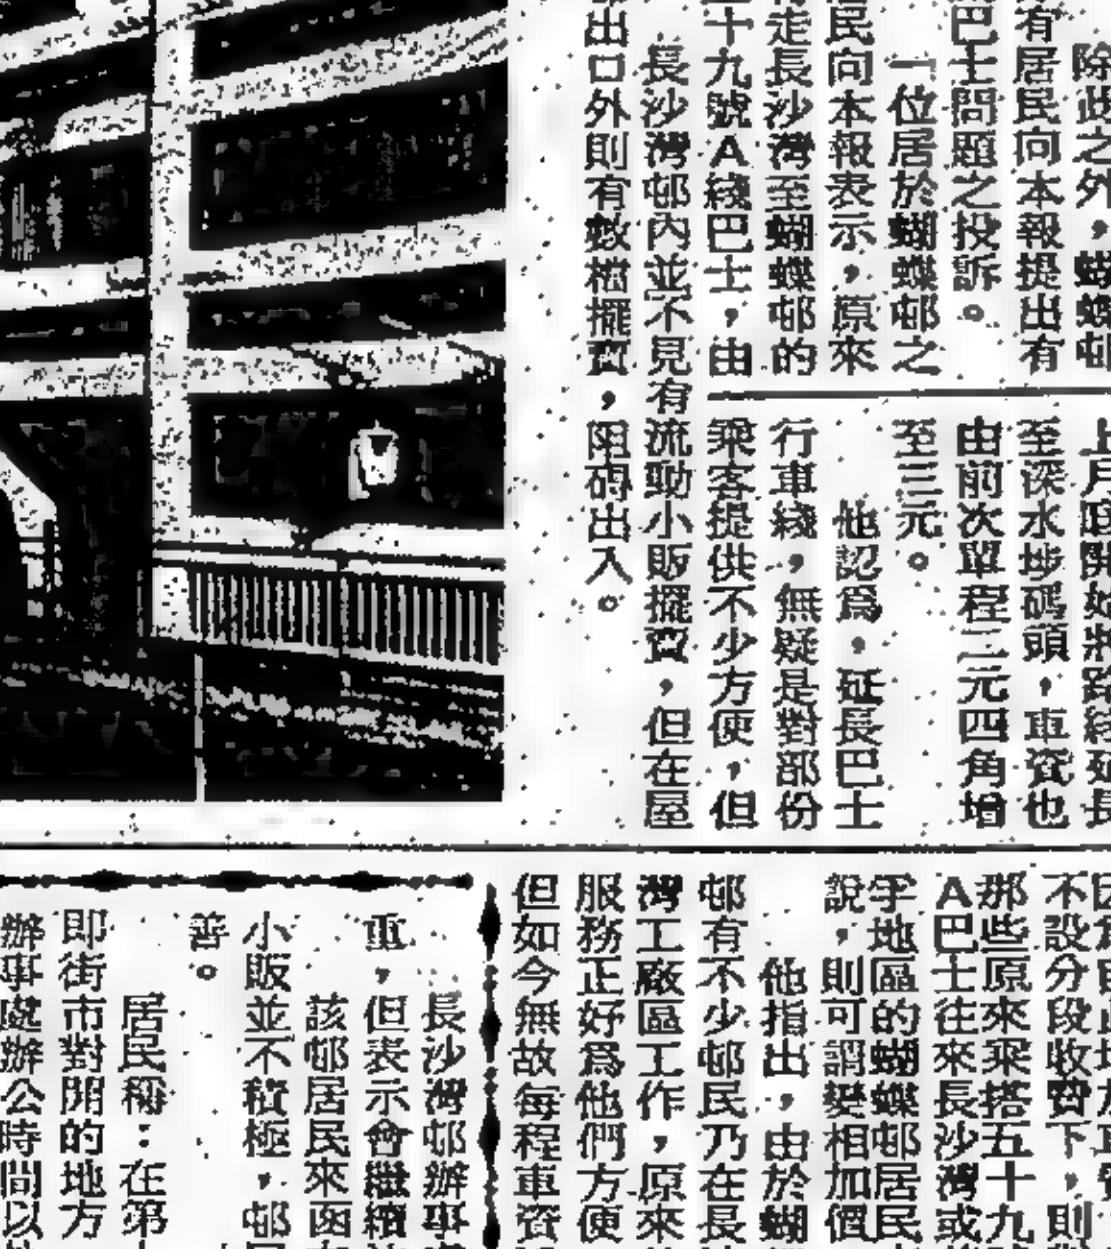 除此之外，蝴蝶邨
有居民向本報提出有
巴士問題之投訴。
一位居於蝴蝶邨之
民向本報表示，原來
走長沙灣至蝴蝶邨的
十九號A綫巴士，由
上月底開始將路綫延長
至深水埗碼頭，車資也
由前次單程二元四角增
至三元。
他認爲，延長巴士
行車綫，無疑是對部份
乘客提供不少方便，但
長沙灣邨內並不見有流動小販擺賣，但在屋
出口外則有數檔擺賣，阻碍出入。
不設分段收費下，則
那些原來乘搭五十九
A巴士往來長沙灣或
地區的蝴蝶邨居民
說，則可謂變相加價
他指出，由於蝴
邨有不少邨民乃在長
灣工廠區工作，原來
服務正好爲他們方便
但如今無故每程車資
長沙灣邨辦事
重，但表示會繼續
該邨居民來函
小販並不積極，邨
善。
居民稱：在第
即街市對開的地方
辦事處辦公時間以